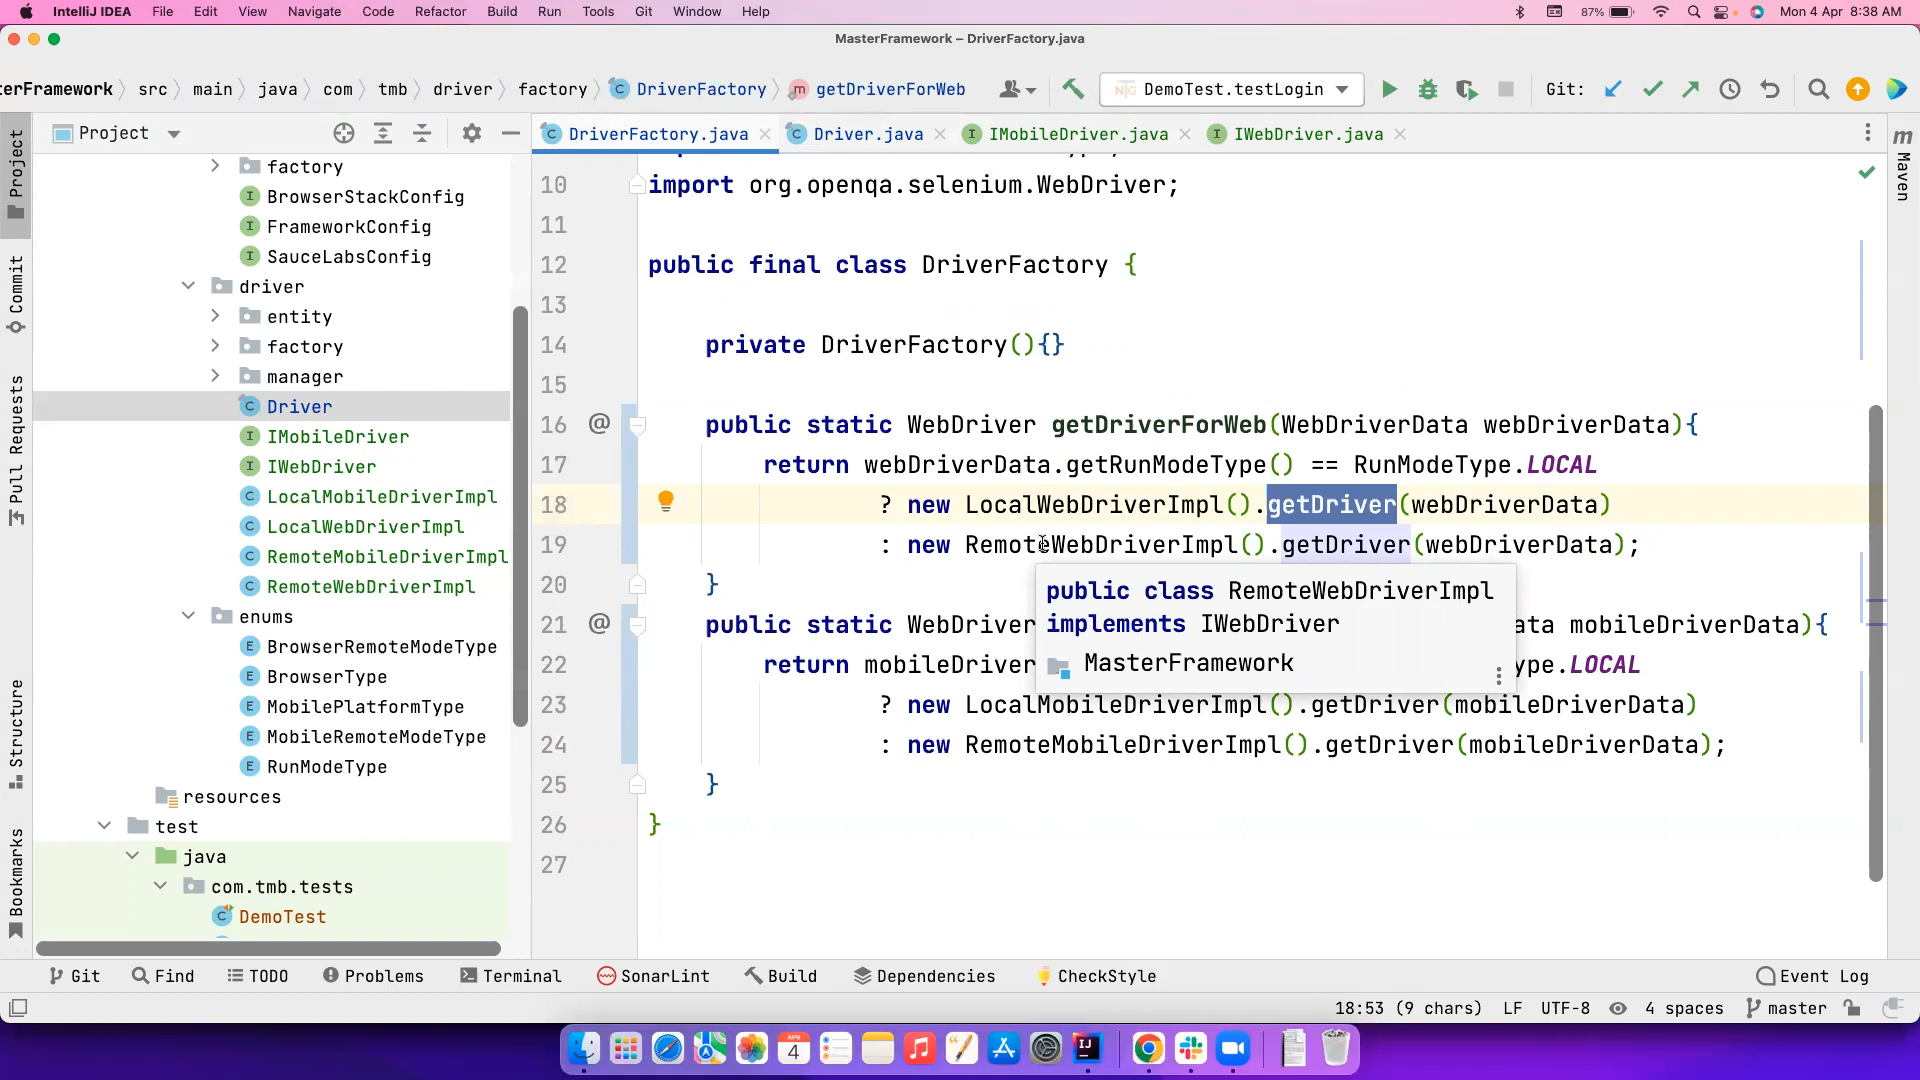 IntelliJ IDEA File Edit View Navigate Code Refactor Build Run Tools Git Window Help 87% Mon 4 Apr 8:38 AM
MasterFramework – DriverFactory.java
terFramework src main java com tmb driver factory DriverFactory getDriverForWeb DemoTest.testLogin Git:
Project
DriverFactory.java Driver.java IMobileDriver.java IWebDriver.java
factory
BrowserStackConfig
FrameworkConfig
SauceLabsConfig
driver
entity
factory
manager
Driver
IMobileDriver
IWebDriver
LocalMobileDriverImpl
LocalWebDriverImpl
RemoteMobileDriverImpl
RemoteWebDriverImpl
enums
BrowserRemoteModeType
BrowserType
MobilePlatformType
MobileRemoteModeType
RunModeType
resources
test
java
com.tmb.tests
DemoTest
Project
Commit
Pull Requests
Structure
Bookmarks
Maven
10 import org.openqa.selenium.WebDriver;
11
12 public final class DriverFactory {
13
14 private DriverFactory(){}
15
16 @ public static WebDriver getDriverForWeb(WebDriverData webDriverData){
17 return webDriverData.getRunModeType() == RunModeType.LOCAL
18 ? new LocalWebDriverImpl().getDriver(webDriverData)
19 : new RemoteWebDriverImpl().getDriver(webDriverData);
20 }
21 @ public static WebDriver ata mobileDriverData){
22 return mobileDriver ype.LOCAL
23 ? new LocalMobileDriverImpl().getDriver(mobileDriverData)
24 : new RemoteMobileDriverImpl().getDriver(mobileDriverData);
25 }
26 }
27
public class RemoteWebDriverImpl
implements IWebDriver
MasterFramework
Git Find TODO Problems Terminal SonarLint Build Dependencies CheckStyle Event Log
18:53 (9 chars) LF UTF-8 4 spaces master
APR
4
IJ